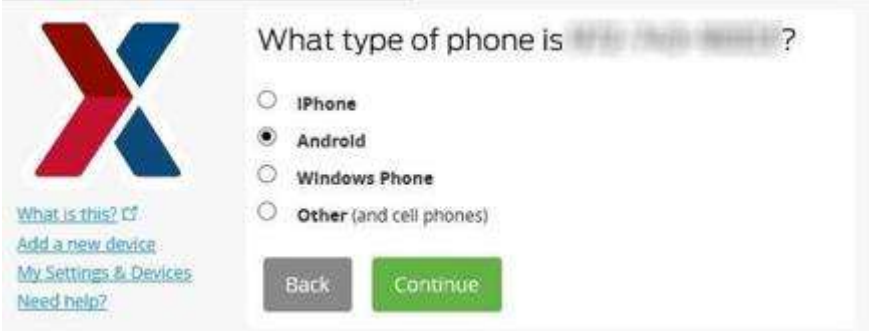 What type of phone is ?
IPhone
Android
Windows Phone
Other (and cell phones)
What is this?
Add a new device
My Settings & Devices
Need help?
Back Continue